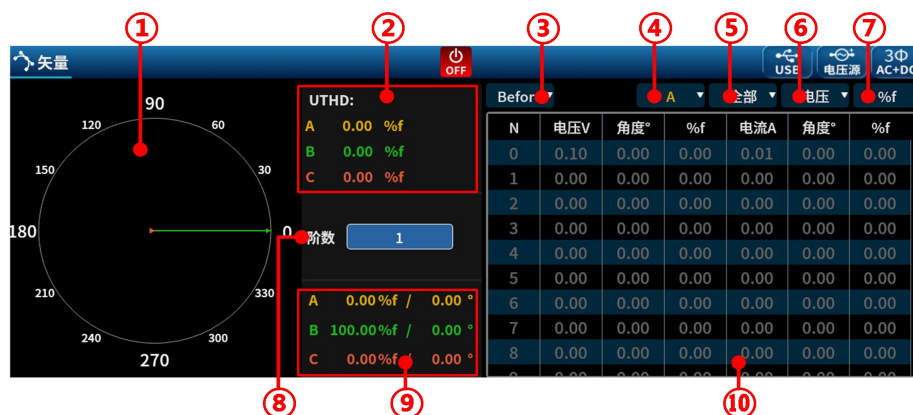 ① ② ③ ④ ⑤ ⑥ ⑦
矢量 OFF USB 电压源 3Φ AC+DC
UTHD:
A 0.00 %f
B 0.00 %f
C 0.00 %f
Befor A 全部 电压 %f
90
120 60
150 30
180 0
210 330
240 300
270
阶数 1
A 0.00%f / 0.00 °
B 100.00%f / 0.00 °
C 0.00%f / 0.00 °
N 电压V 角度° %f 电流A 角度° %f
0 0.10 0.00 0.00 0.01 0.00 0.00
1 0.00 0.00 0.00 0.00 0.00 0.00
2 0.00 0.00 0.00 0.00 0.00 0.00
3 0.00 0.00 0.00 0.00 0.00 0.00
4 0.00 0.00 0.00 0.00 0.00 0.00
5 0.00 0.00 0.00 0.00 0.00 0.00
6 0.00 0.00 0.00 0.00 0.00 0.00
7 0.00 0.00 0.00 0.00 0.00 0.00
8 0.00 0.00 0.00 0.00 0.00 0.00
⑧ ⑨ ⑩